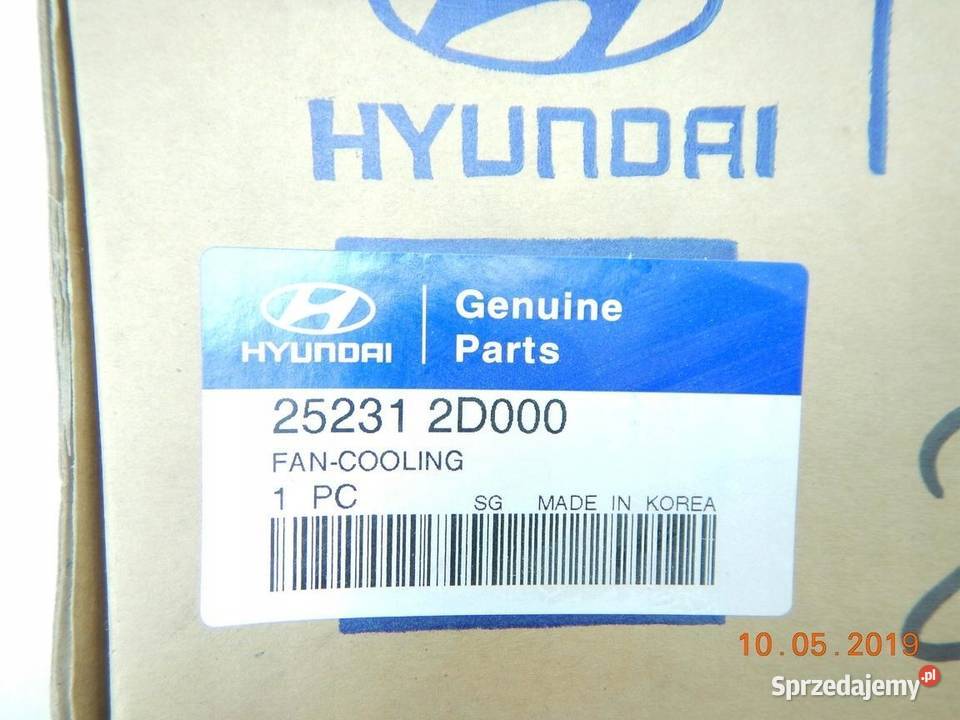 HYUNDAI
HYUNDAI
Genuine
Parts
25231 2D000
FAN-COOLING
1 PC
SG MADE IN KOREA
10.05.2019
Sprzedajemy.pl